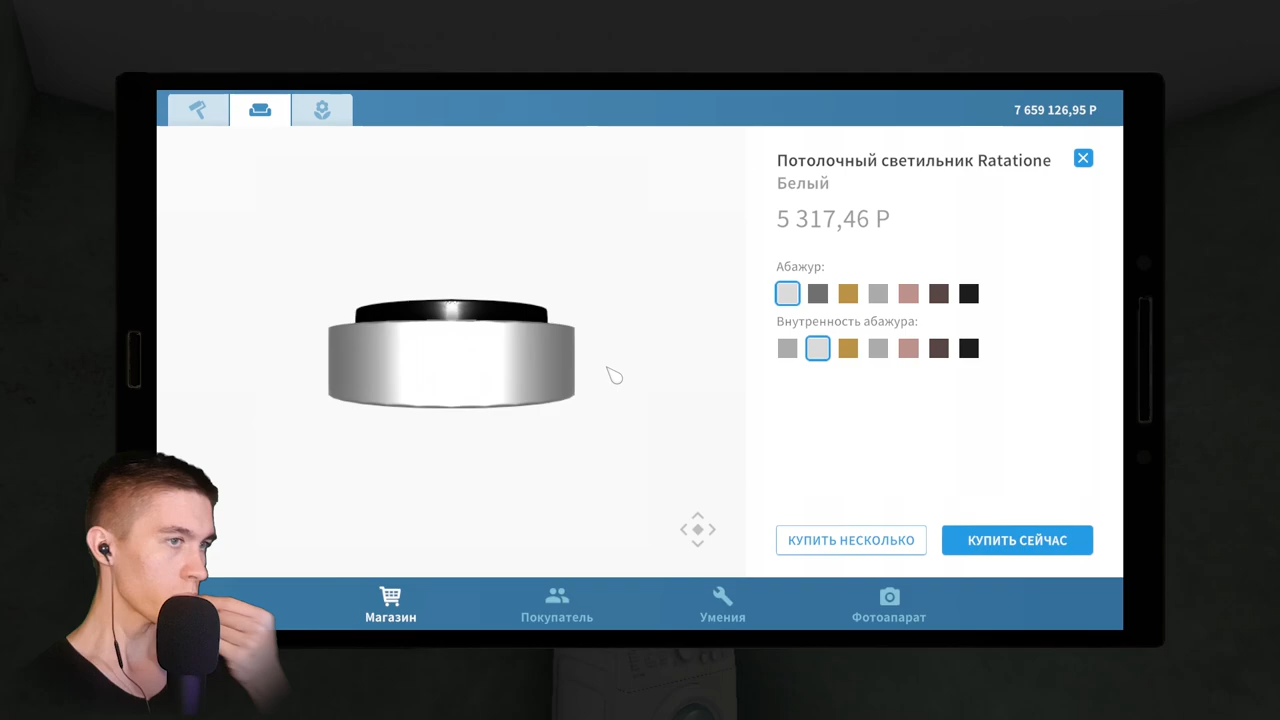 7 659 126,95 Р
Потолочный светильник Ratatione
Белый
5 317,46 Р
Абажур:
Внутренность абажура:
КУПИТЬ НЕСКОЛЬКО
КУПИТЬ СЕЙЧАС
Магазин
Покупатель
Умения
Фотоапарат